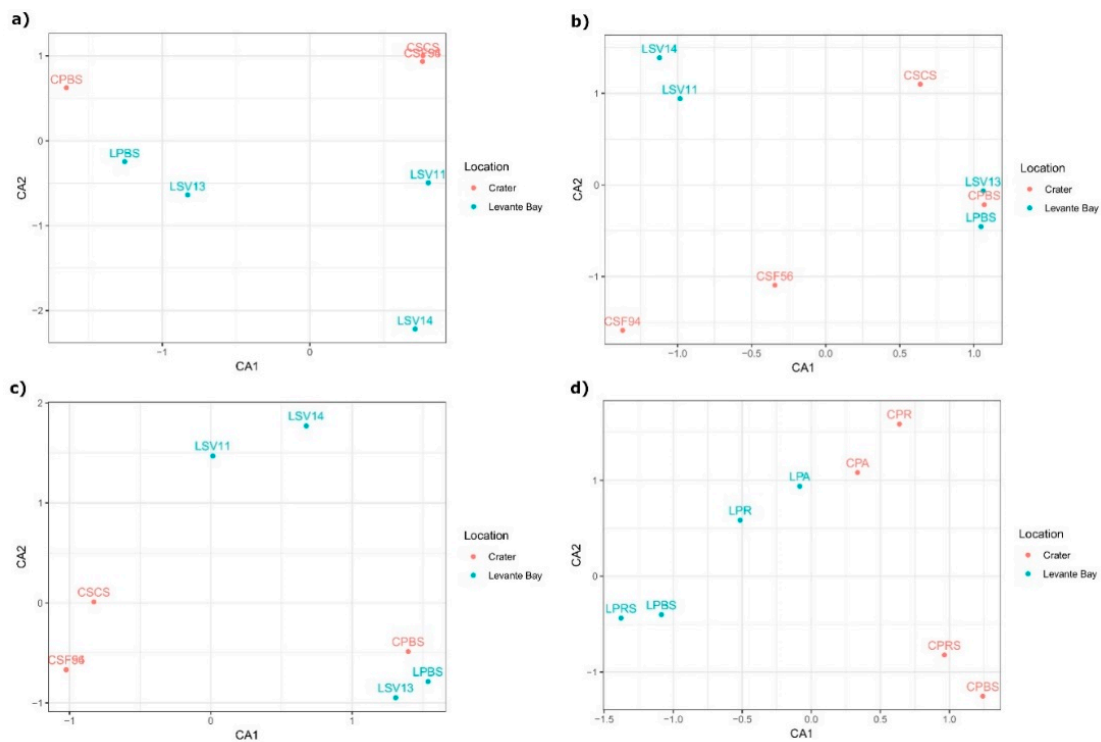 a)
CSCS
CPBS
LPBS
LSV13
LSV11
LSV14
1
0
−1
−2
CA2
−1
0
CA1
Location
Crater
Levante Bay
b)
LSV14
LSV11
CSCS
LSV13
CPBS
LPBS
CSF56
CSF94
1
0
−1
CA2
−1.0
−0.5
0.0
0.5
1.0
CA1
Location
Crater
Levante Bay
c)
LSV14
LSV11
CSCS
CPBS
LPBS
LSV13
2
1
0
−1
CA2
−1
0
1
CA1
Location
Crater
Levante Bay
d)
CPR
CPA
LPA
LPR
LPRS
LPBS
CPRS
CPBS
1
0
−1
CA2
−1.5
−1.0
−0.5
0.0
0.5
1.0
CA1
Location
Crater
Levante Bay